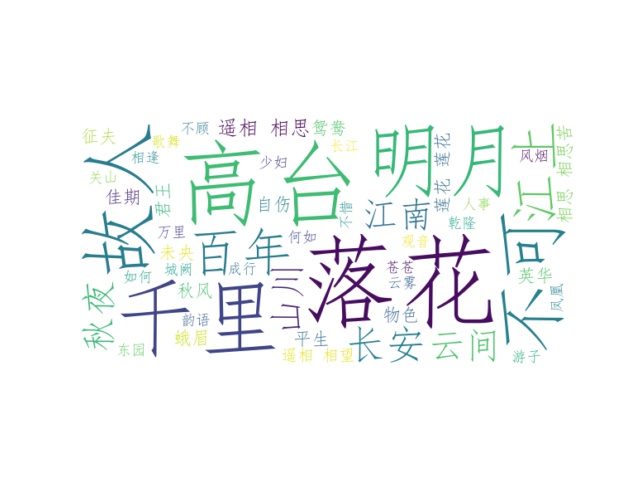 征夫
歌舞
不顾
遥相 相思
鸳鸯
长江
明月
莲花 莲花
风烟
江上
相思 相思苦
故人
相逢
关山
佳期
君王
高台
少妇
自伤
不惜
江南
人事
乾隆
不可
万里
未央
百年
何如
观音
城阙
成行
如何
秋风
山川
落花
苍苍
云雾
英华
凤凰
秋夜
千里
韵语
蛾眉
东园
平生
遥相 相望
物色
长安
云间
游子